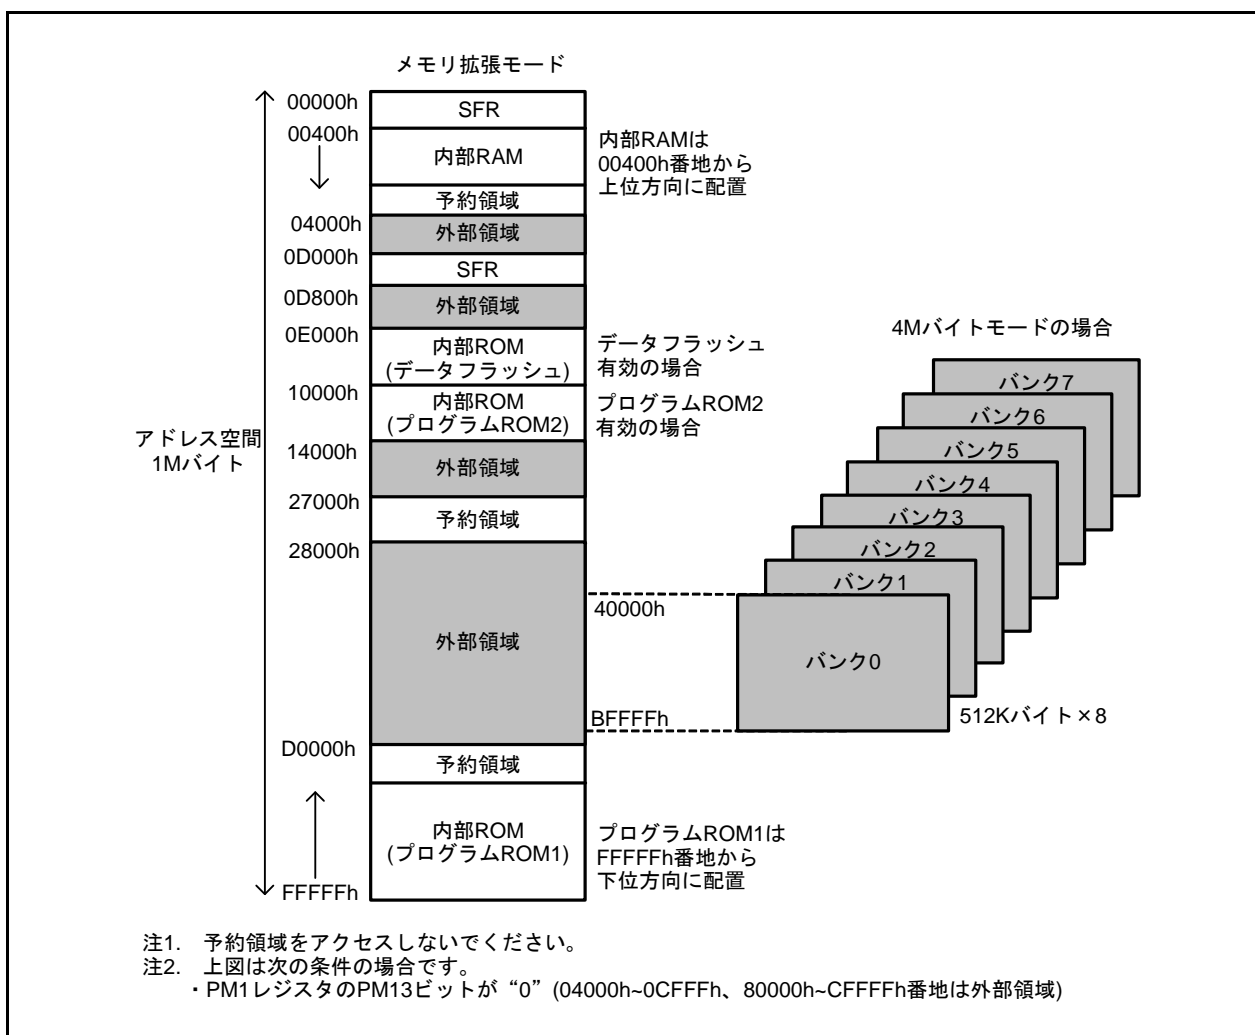 メモリ拡張モード
00000h
SFR
00400h
内部RAM
内部RAMは
00400h番地から
上位方向に配置
予約領域
04000h
外部領域
0D000h
SFR
0D800h
外部領域
0E000h
内部ROM
(データフラッシュ)
データフラッシュ
有効の場合
10000h
内部ROM
(プログラムROM2)
プログラムROM2
有効の場合
アドレス空間
1Mバイト
14000h
外部領域
27000h
予約領域
28000h
外部領域
40000h
BFFFFh
D0000h
予約領域
内部ROM
(プログラムROM1)
プログラムROM1は
FFFFFh番地から
下位方向に配置
FFFFFh
4Mバイトモードの場合
バンク7
バンク6
バンク5
バンク4
バンク3
バンク2
バンク1
バンク0
512Kバイト×8
注1. 予約領域をアクセスしないでください。
注2. 上図は次の条件の場合です。
・PM1レジスタのPM13ビットが“0”(04000h~0CFFFh、80000h~CFFFFh番地は外部領域)